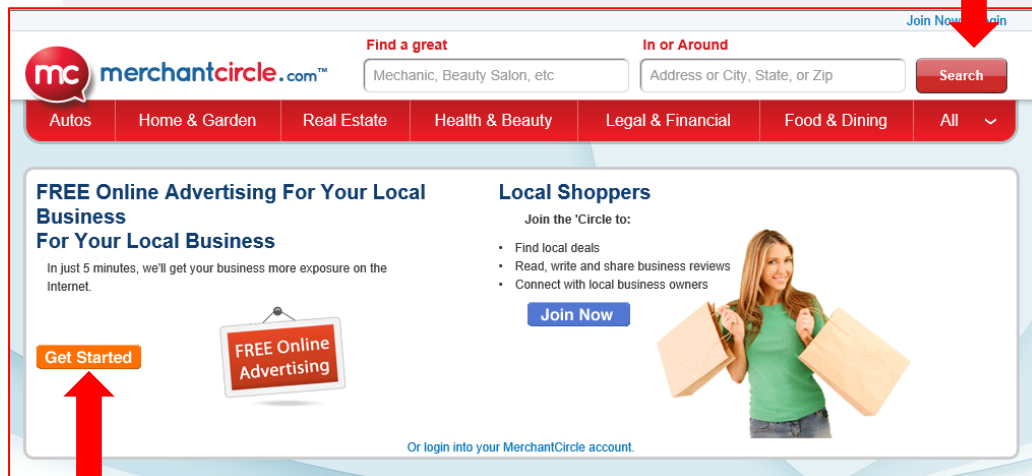 Join Now
mc merchantcircle.com™
Find a great
Mechanic, Beauty Salon, etc
In or Around
Address or City, State, or Zip
Search
Autos Home & Garden Real Estate Health & Beauty Legal & Financial Food & Dining All
FREE Online Advertising For Your Local
Business
For Your Local Business
In just 5 minutes, we'll get your business more exposure on the
Internet.
Get Started
FREE Online
Advertising
Local Shoppers
Join the 'Circle to:
• Find local deals
• Read, write and share business reviews
• Connect with local business owners
Join Now
Or login into your MerchantCircle account.